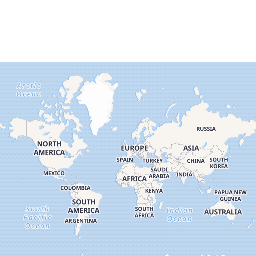 Arctic
Ocean
RUSSIA
NORTH
AMERICA
EUROPE
ASIA
SPAIN
TURKEY
CHINA
SOUTH
KOREA
MEXICO
SAUDI
ARABIA
INDIA
AFRICA
COLOMBIA
KENYA
PAPUA NEW
GUINEA
SOUTH
AMERICA
South
Pacific
Ocean
SOUTH
AFRICA
Indian
Ocean
AUSTRALIA
ARGENTINA